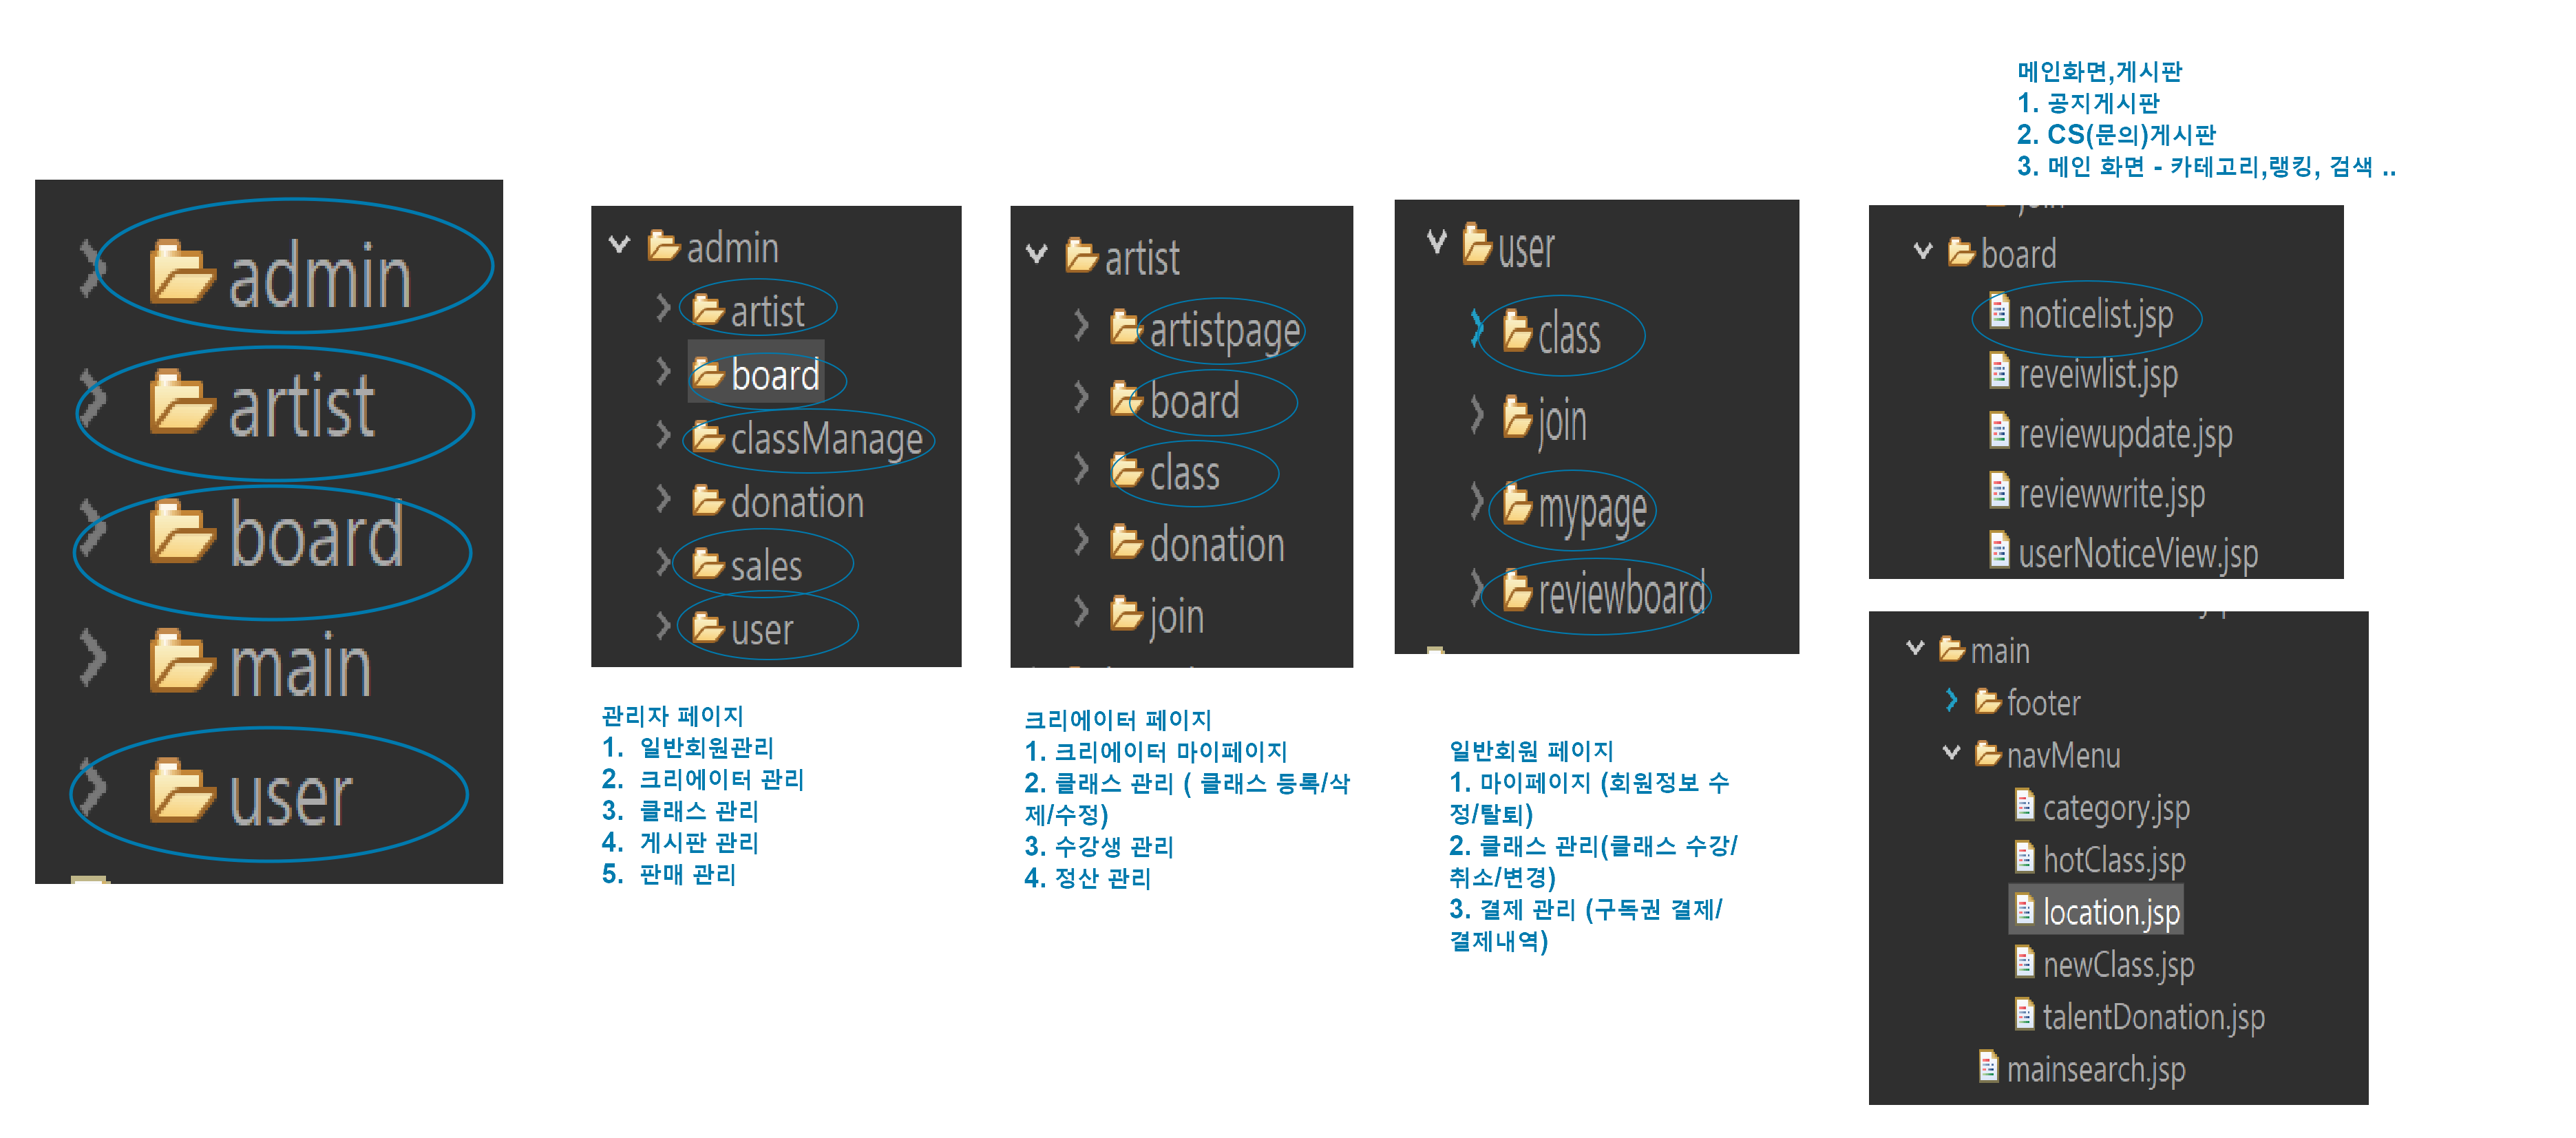 admin
artist
board
main
user
admin
artist
board
classManage
donation
sales
user
관리자 페이지
1. 일반회원관리
2. 크리에이터 관리
3. 클래스 관리
4. 게시판 관리
5. 판매 관리
artist
artistpage
board
class
donation
join
크리에이터 페이지
1. 크리에이터 마이페이지
2. 클래스 관리 ( 클래스 등록/삭
제/수정)
3. 수강생 관리
4. 정산 관리
user
class
join
mypage
reviewboard
일반회원 페이지
1. 마이페이지 (회원정보 수
정/탈퇴)
2. 클래스 관리(클래스 수강/
취소/변경)
3. 결제 관리 (구독권 결제/
결제내역)
메인화면,게시판
1. 공지게시판
2. CS(문의)게시판
3. 메인 화면 - 카테고리,랭킹, 검색 ..
board
noticelist.jsp
reveiwlist.jsp
reviewupdate.jsp
reviewwrite.jsp
userNoticeView.jsp
main
footer
navMenu
category.jsp
hotClass.jsp
location.jsp
newClass.jsp
talentDonation.jsp
mainsearch.jsp